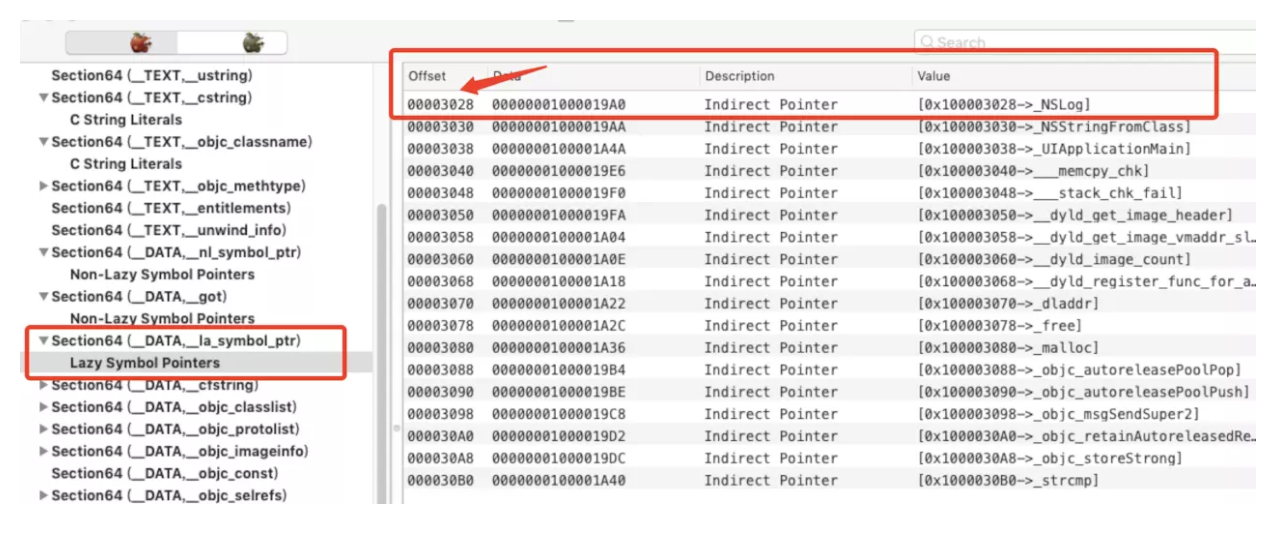 Search
Section64 (__TEXT,__ustring)
Section64 (__TEXT,__cstring)
C String Literals
Section64 (__TEXT,__objc_classname)
C String Literals
Section64 (__TEXT,__objc_methtype)
Section64 (__TEXT,__entitlements)
Section64 (__TEXT,__unwind_info)
Section64 (__DATA,__nl_symbol_ptr)
Non-Lazy Symbol Pointers
Section64 (__DATA,__got)
Non-Lazy Symbol Pointers
Section64 (__DATA,__la_symbol_ptr)
Lazy Symbol Pointers
Section64 (__DATA,__cfstring)
Section64 (__DATA,__objc_classlist)
Section64 (__DATA,__objc_protolist)
Section64 (__DATA,__objc_imageinfo)
Section64 (__DATA,__objc_const)
Section64 (__DATA,__objc_selrefs)
Offset Data Description Value
00003028 00000001000019A0 Indirect Pointer [0x100003028->_NSLog]
00003030 00000001000019AA Indirect Pointer [0x100003030->_NSStringFromClass]
00003038 0000000100001A4A Indirect Pointer [0x100003038->_UIApplicationMain]
00003040 00000001000019E6 Indirect Pointer [0x100003040->___memcpy_chk]
00003048 00000001000019F0 Indirect Pointer [0x100003048->___stack_chk_fail]
00003050 00000001000019FA Indirect Pointer [0x100003050->__dyld_get_image_header]
00003058 0000000100001A04 Indirect Pointer [0x100003058->__dyld_get_image_vmaddr_sl…
00003060 0000000100001A0E Indirect Pointer [0x100003060->__dyld_image_count]
00003068 0000000100001A18 Indirect Pointer [0x100003068->__dyld_register_func_for_a…
00003070 0000000100001A22 Indirect Pointer [0x100003070->_dladdr]
00003078 0000000100001A2C Indirect Pointer [0x100003078->_free]
00003080 0000000100001A36 Indirect Pointer [0x100003080->_malloc]
00003088 00000001000019B4 Indirect Pointer [0x100003088->_objc_autoreleasePoolPop]
00003090 00000001000019BE Indirect Pointer [0x100003090->_objc_autoreleasePoolPush]
00003098 00000001000019C8 Indirect Pointer [0x100003098->_objc_msgSendSuper2]
000030A0 00000001000019D2 Indirect Pointer [0x1000030A0->_objc_retainAutoreleasedRe…
000030A8 00000001000019DC Indirect Pointer [0x1000030A8->_objc_storeStrong]
000030B0 0000000100001A40 Indirect Pointer [0x1000030B0->_strcmp]